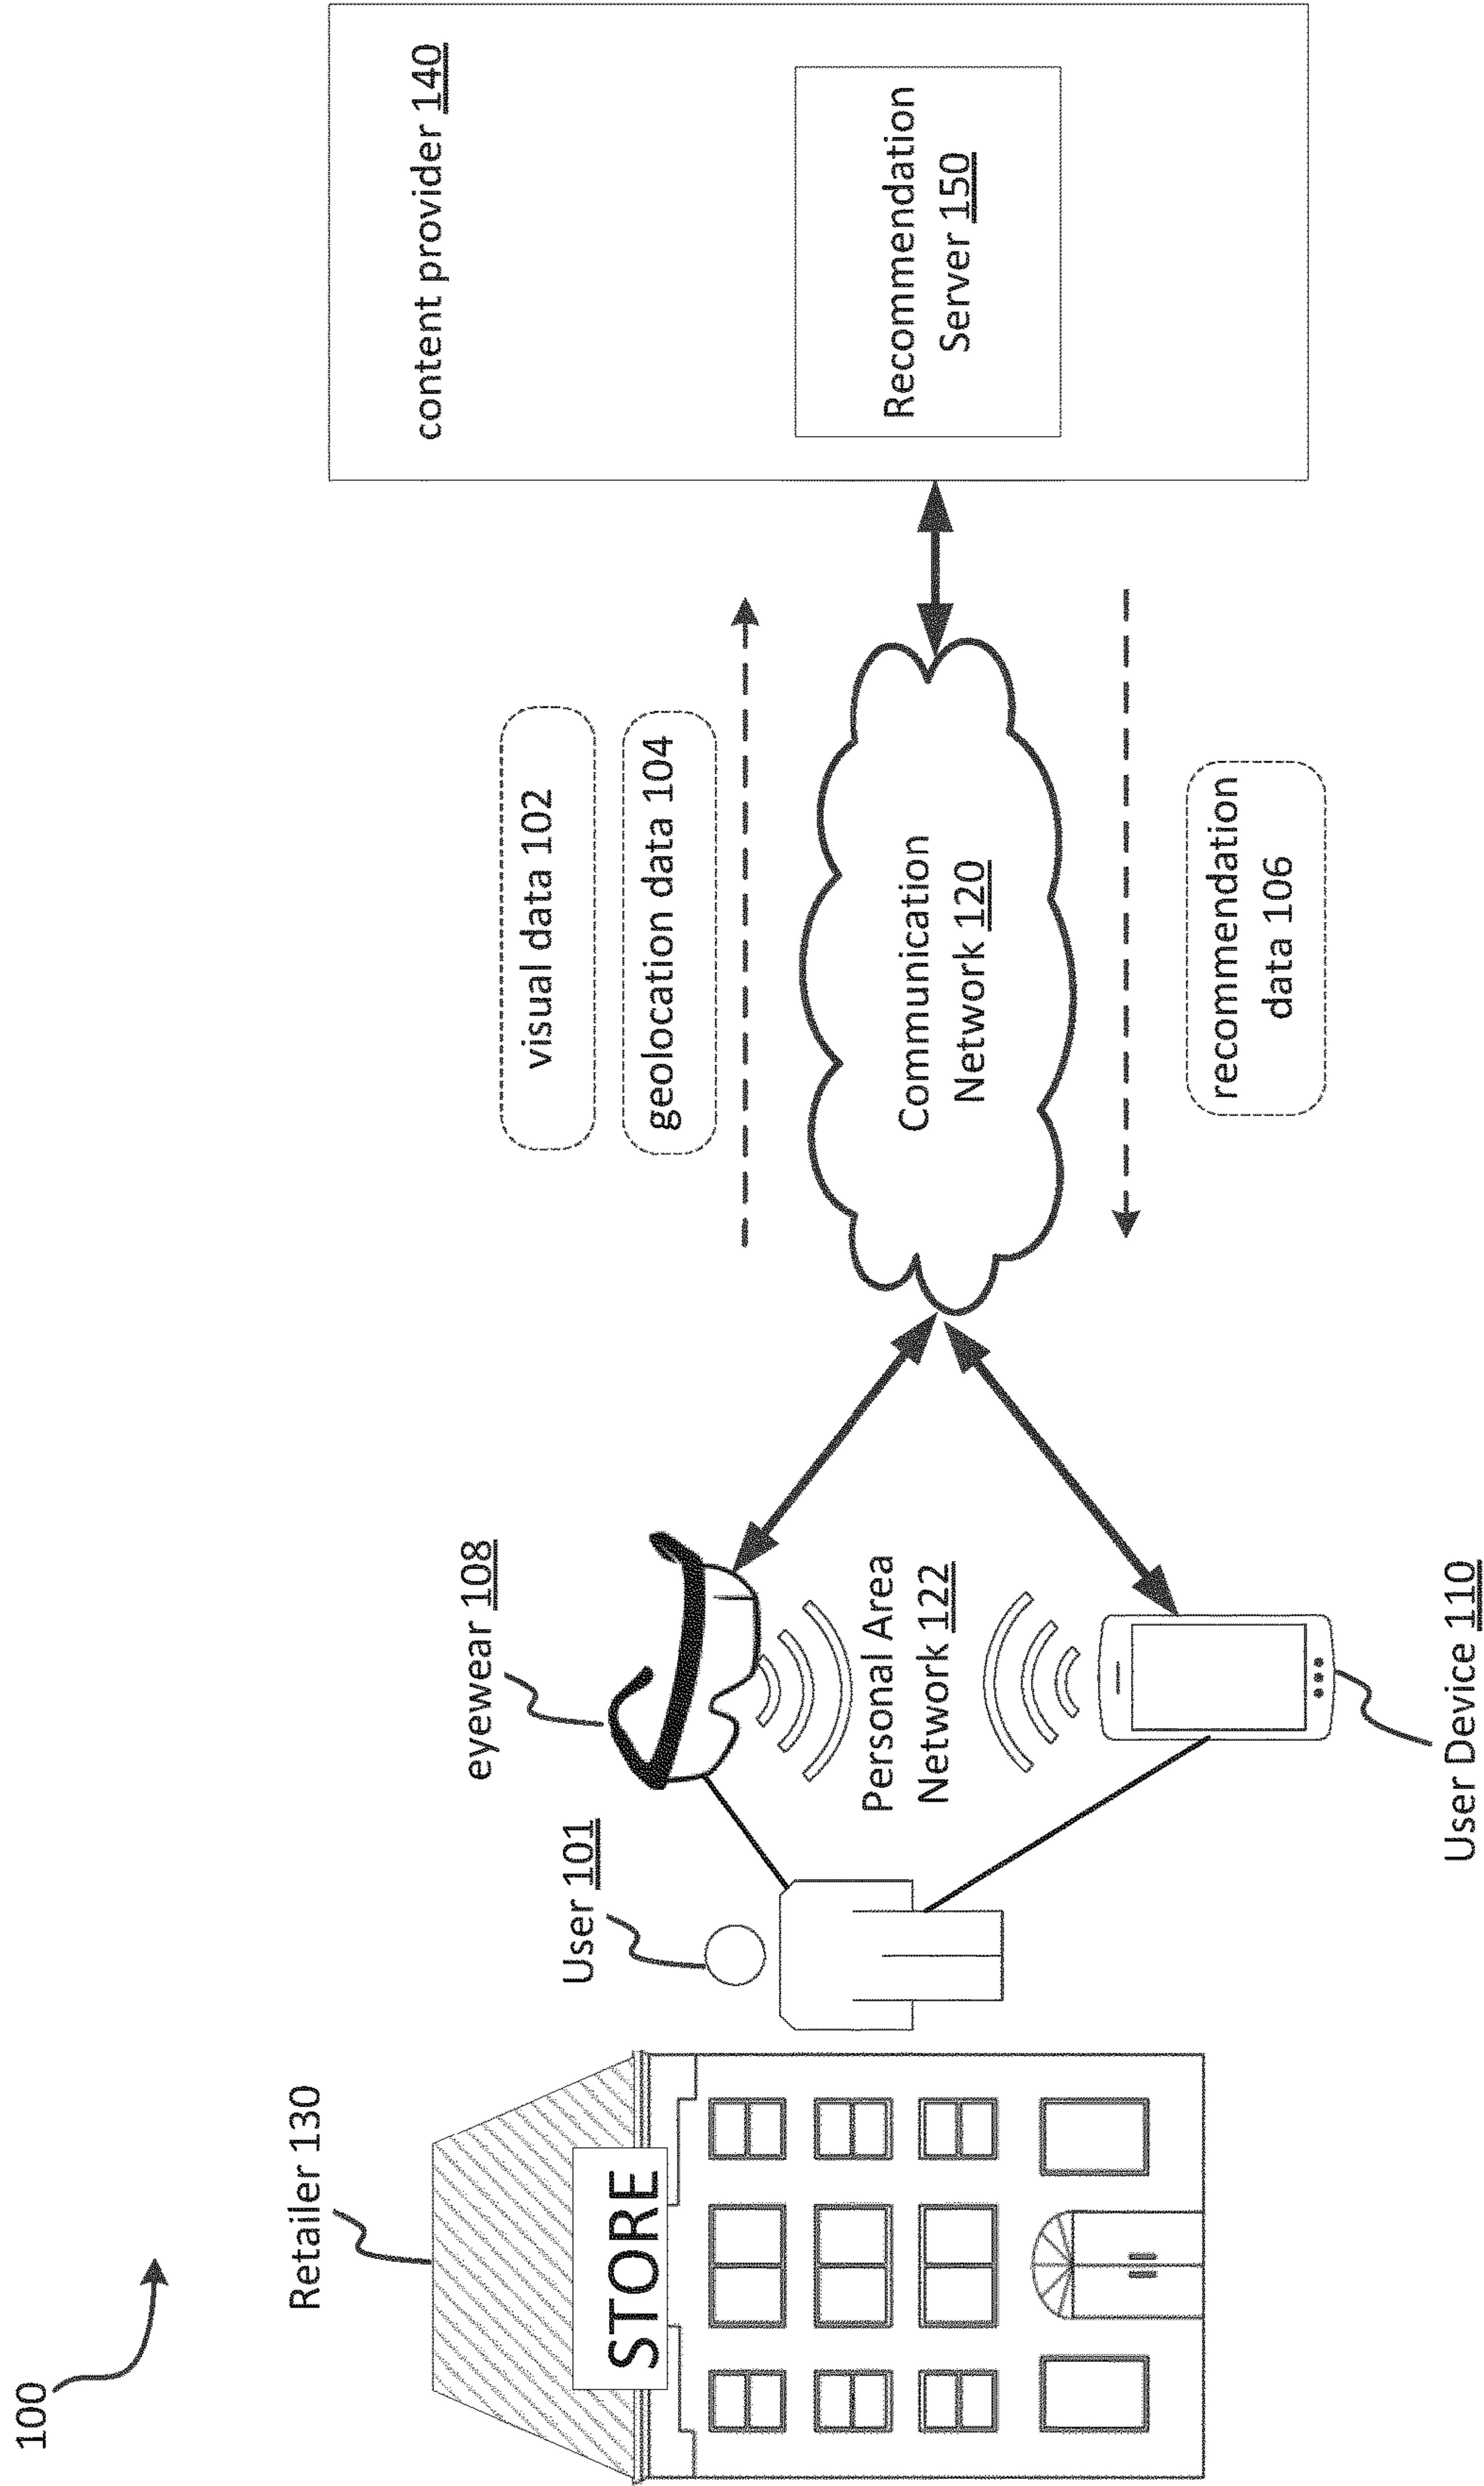 100
Retailer 130
STORE
User 101
eyewear 108
Personal Area
Network 122
User Device 110
visual data 102
geolocation data 104
Communication
Network 120
recommendation
data 106
content provider 140
Recommendation
Server 150